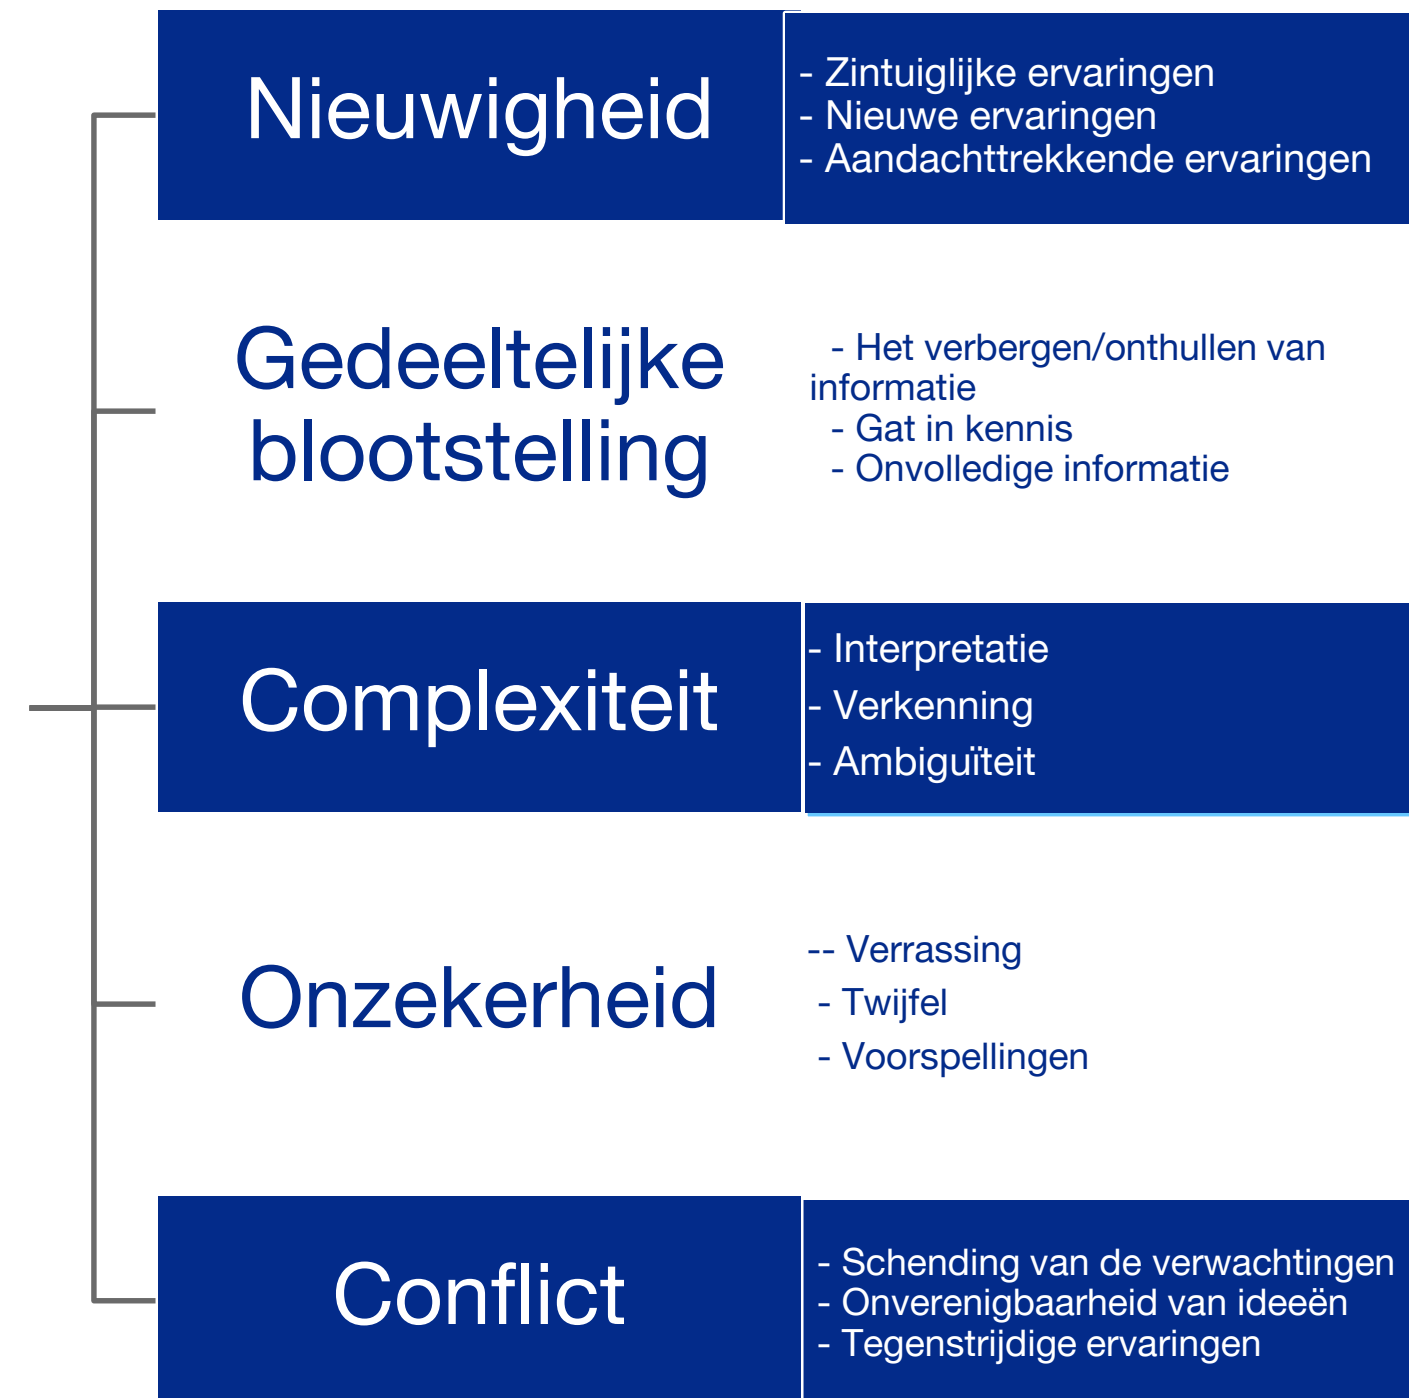 Nieuwigheid
- Zintuiglijke ervaringen
- Nieuwe ervaringen
- Aandachttrekkende ervaringen
Gedeeltelijke
blootstelling
- Het verbergen/onthullen van
informatie
- Gat in kennis
- Onvolledige informatie
Complexiteit
- Interpretatie
- Verkenning
- Ambiguïteit
Onzekerheid
-- Verrassing
- Twijfel
- Voorspellingen
Conflict
- Schending van de verwachtingen
- Onverenigbaarheid van ideeën
- Tegenstrijdige ervaringen